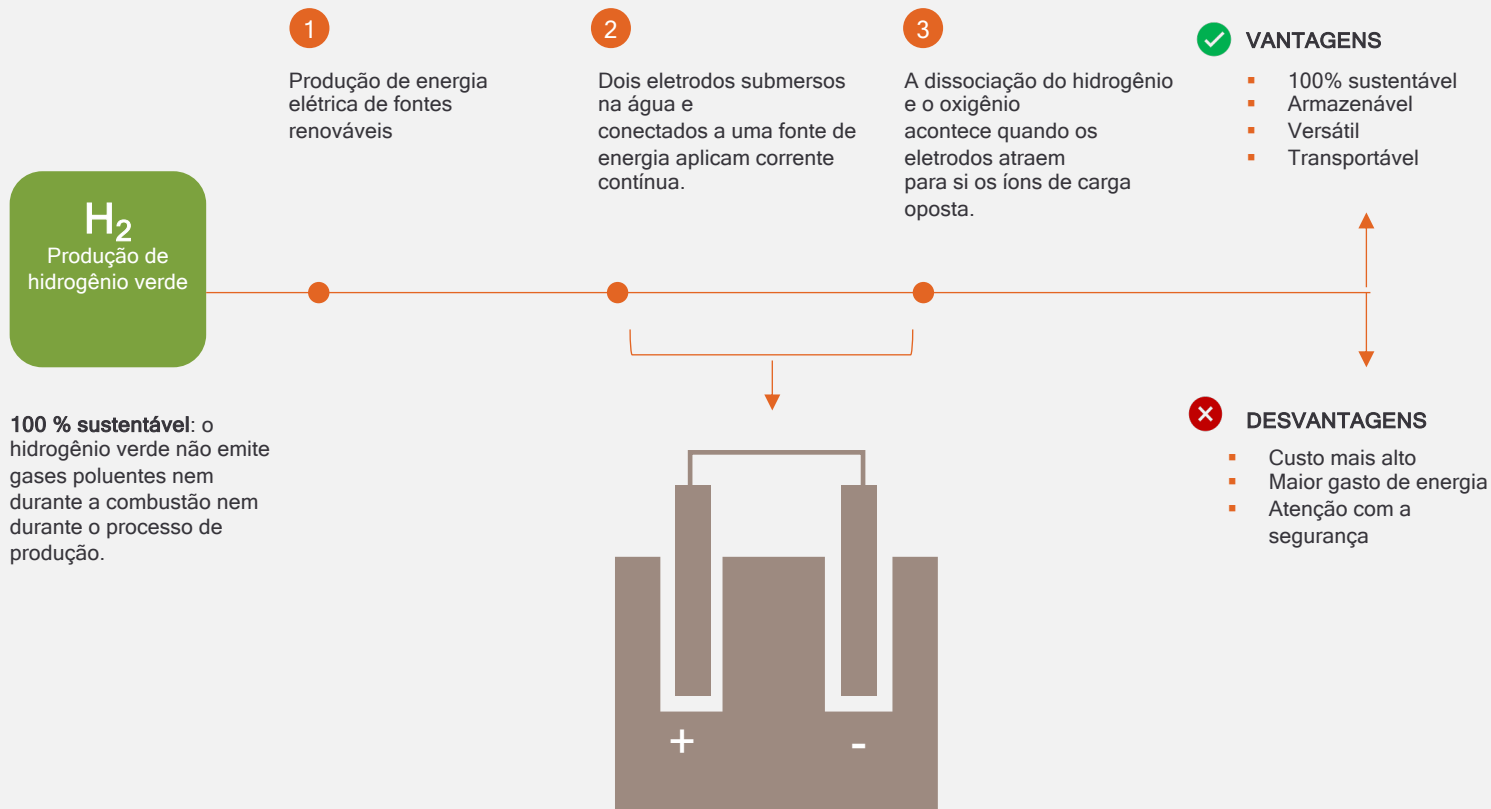 1
Produção de energia
elétrica de fontes
renováveis
2
Dois eletrodos submersos
na água e
conectados a uma fonte de
energia aplicam corrente
contínua.
3
A dissociação do hidrogênio
e o oxigênio
acontece quando os
eletrodos atraem
para si os íons de carga
oposta.
VANTAGENS
▪ 100% sustentável
▪ Armazenável
▪ Versátil
▪ Transportável
H₂
Produção de
hidrogênio verde
100 % sustentável: o
hidrogênio verde não emite
gases poluentes nem
durante a combustão nem
durante o processo de
produção.
DESVANTAGENS
▪ Custo mais alto
▪ Maior gasto de energia
▪ Atenção com a
segurança
+ -